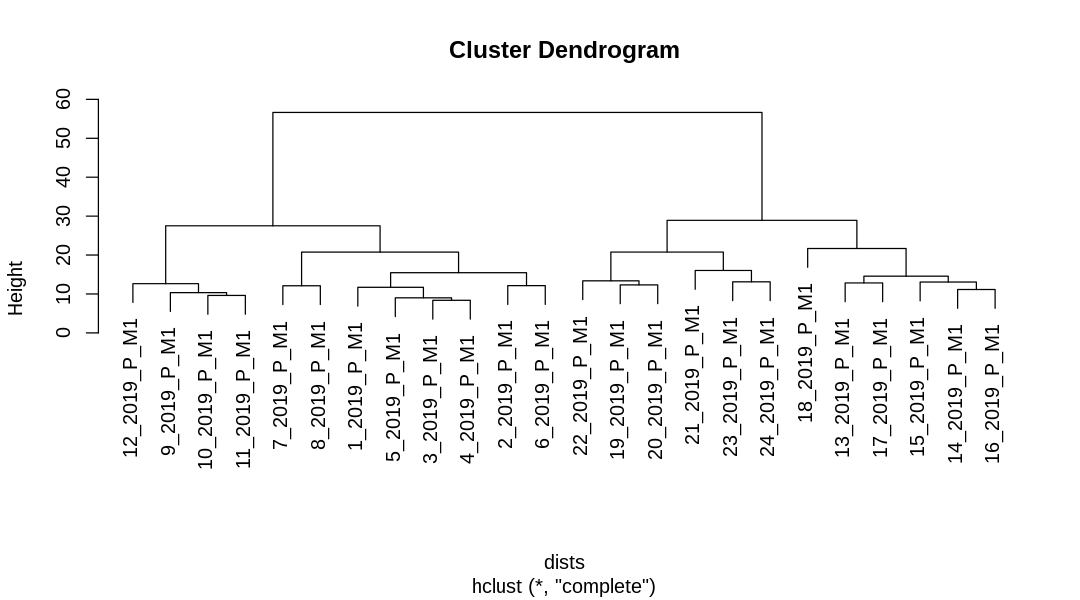 Cluster Dendrogram
Height
60
50
40
30
20
10
0
12_2019_P_M1
9_2019_P_M1
10_2019_P_M1
11_2019_P_M1
7_2019_P_M1
8_2019_P_M1
1_2019_P_M1
5_2019_P_M1
3_2019_P_M1
4_2019_P_M1
2_2019_P_M1
6_2019_P_M1
22_2019_P_M1
19_2019_P_M1
20_2019_P_M1
21_2019_P_M1
23_2019_P_M1
24_2019_P_M1
18_2019_P_M1
13_2019_P_M1
17_2019_P_M1
15_2019_P_M1
14_2019_P_M1
16_2019_P_M1
dists
hclust (*, "complete")